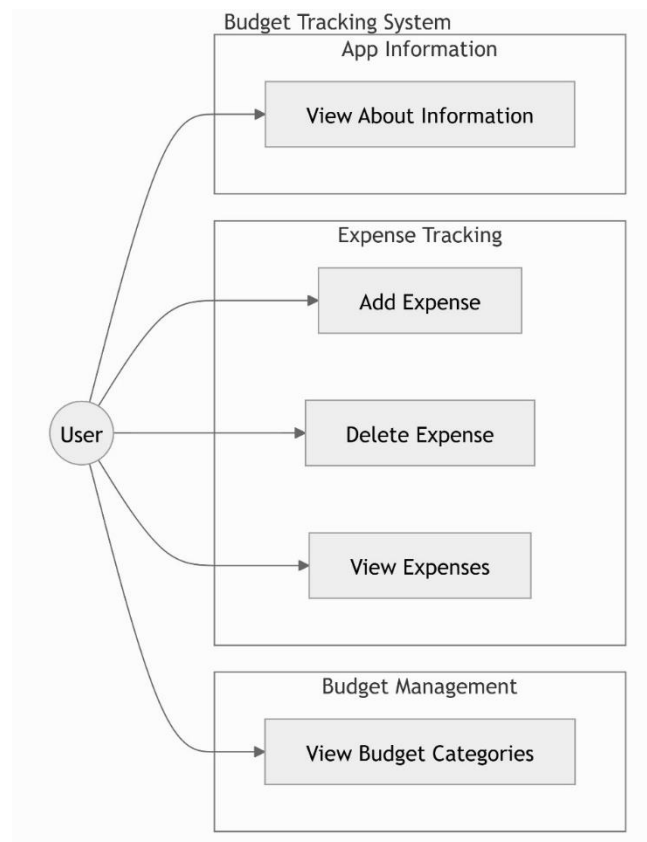 Budget Tracking System
App Information
View About Information
Expense Tracking
Add Expense
User
Delete Expense
View Expenses
Budget Management
View Budget Categories